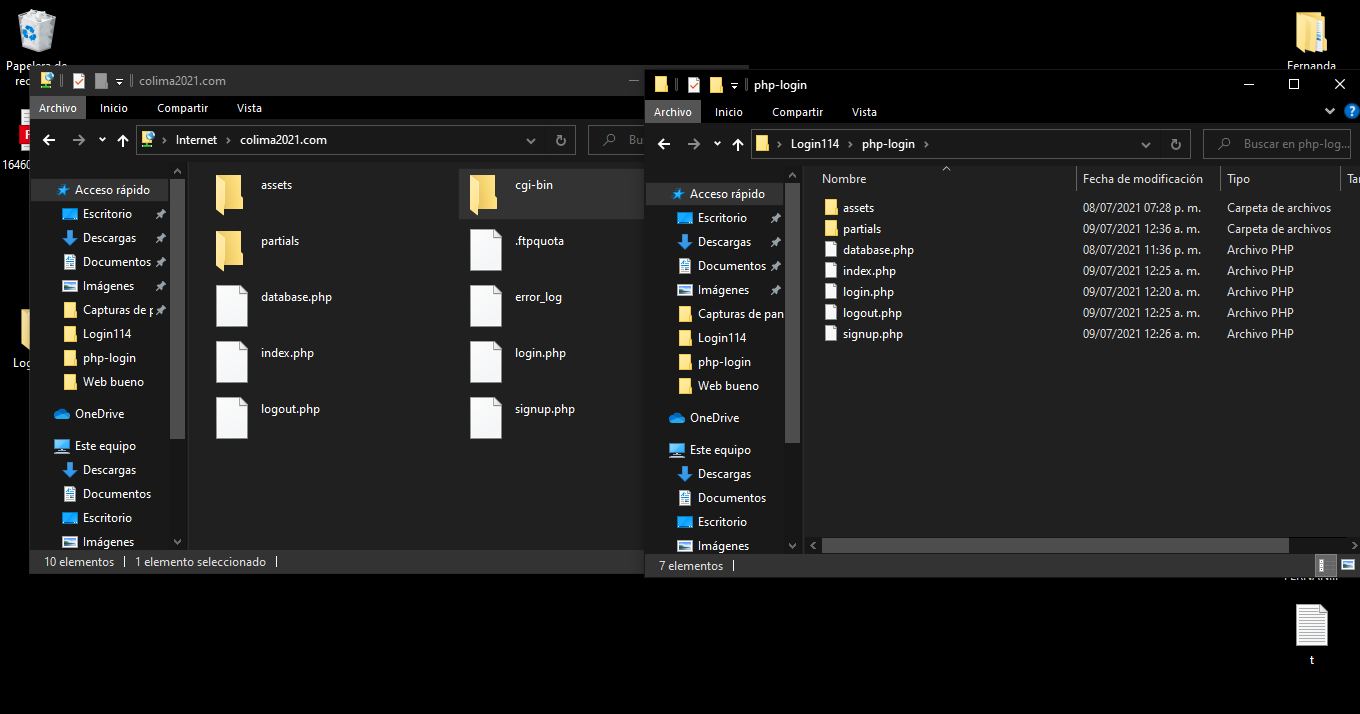 Papelera de
rec
Fernanda
16460
Log
FERNAN...
t
colima2021.com
Archivo Inicio Compartir Vista
Internet › colima2021.com
Bu
Acceso rápido
Escritorio
Descargas
Documentos
Imágenes
Capturas de p
Login114
php-login
Web bueno
OneDrive
Este equipo
Descargas
Documentos
Escritorio
Imágenes
assets cgi-bin
partials .ftpquota
database.php error_log
index.php login.php
logout.php signup.php
10 elementos 1 elemento seleccionado
php-login
Archivo Inicio Compartir Vista
Login114 › php-login ›
Buscar en php-log...
Acceso rápido
Escritorio
Descargas
Documentos
Imágenes
Capturas de pan
Login114
php-login
Web bueno
OneDrive
Este equipo
Descargas
Documentos
Escritorio
Imágenes
Nombre Fecha de modificación Tipo Ta
assets 08/07/2021 07:28 p. m. Carpeta de archivos
partials 09/07/2021 12:36 a. m. Carpeta de archivos
database.php 08/07/2021 11:36 p. m. Archivo PHP
index.php 09/07/2021 12:25 a. m. Archivo PHP
login.php 09/07/2021 12:20 a. m. Archivo PHP
logout.php 09/07/2021 12:25 a. m. Archivo PHP
signup.php 09/07/2021 12:26 a. m. Archivo PHP
7 elementos